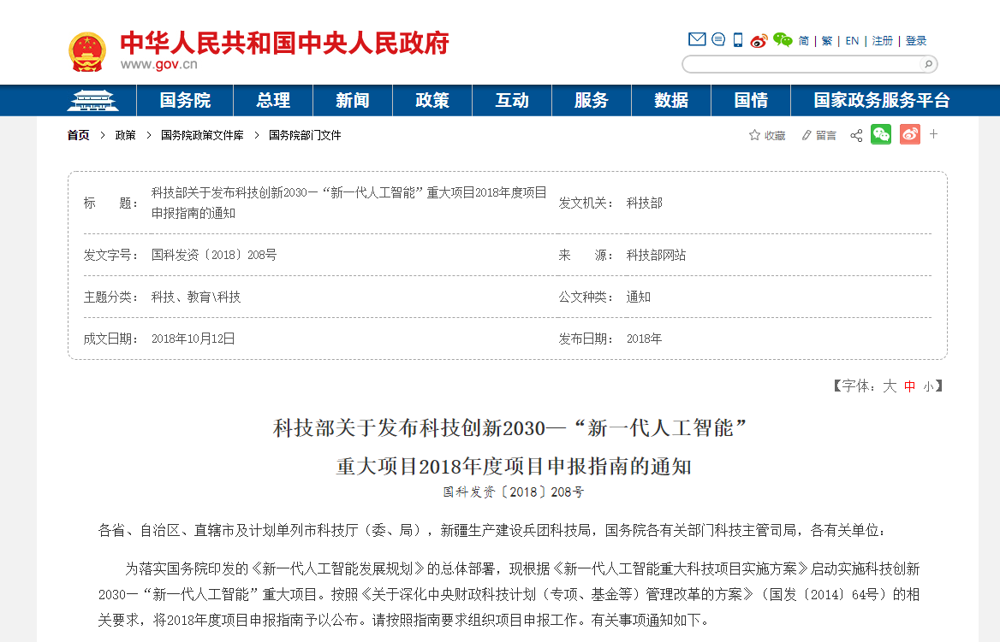 中华人民共和国中央人民政府
www.gov.cn
简 | 繁 | EN | 注册 | 登录
国务院 总理 新闻 政策 互动 服务 数据 国情 国家政务服务平台
首页 > 政策 > 国务院政策文件库 > 国务院部门文件
收藏 留言
标 题： 科技部关于发布科技创新2030—“新一代人工智能”重大项目2018年度项目
申报指南的通知
发文机关： 科技部
发文字号： 国科发资〔2018〕208号 来 源： 科技部网站
主题分类： 科技、教育\科技 公文种类： 通知
成文日期： 2018年10月12日 发布日期： 2018年
【字体：大 中 小】
科技部关于发布科技创新2030—“新一代人工智能”
重大项目2018年度项目申报指南的通知
国科发资〔2018〕208号
各省、自治区、直辖市及计划单列市科技厅（委、局），新疆生产建设兵团科技局，国务院各有关部门科技主管司局，各有关单位：
为落实国务院印发的《新一代人工智能发展规划》的总体部署，现根据《新一代人工智能重大科技项目实施方案》启动实施科技创新
2030—“新一代人工智能”重大项目。按照《关于深化中央财政科技计划（专项、基金等）管理改革的方案》（国发〔2014〕64号）的相
关要求，将2018年度项目申报指南予以公布。请按照指南要求组织项目申报工作。有关事项通知如下。